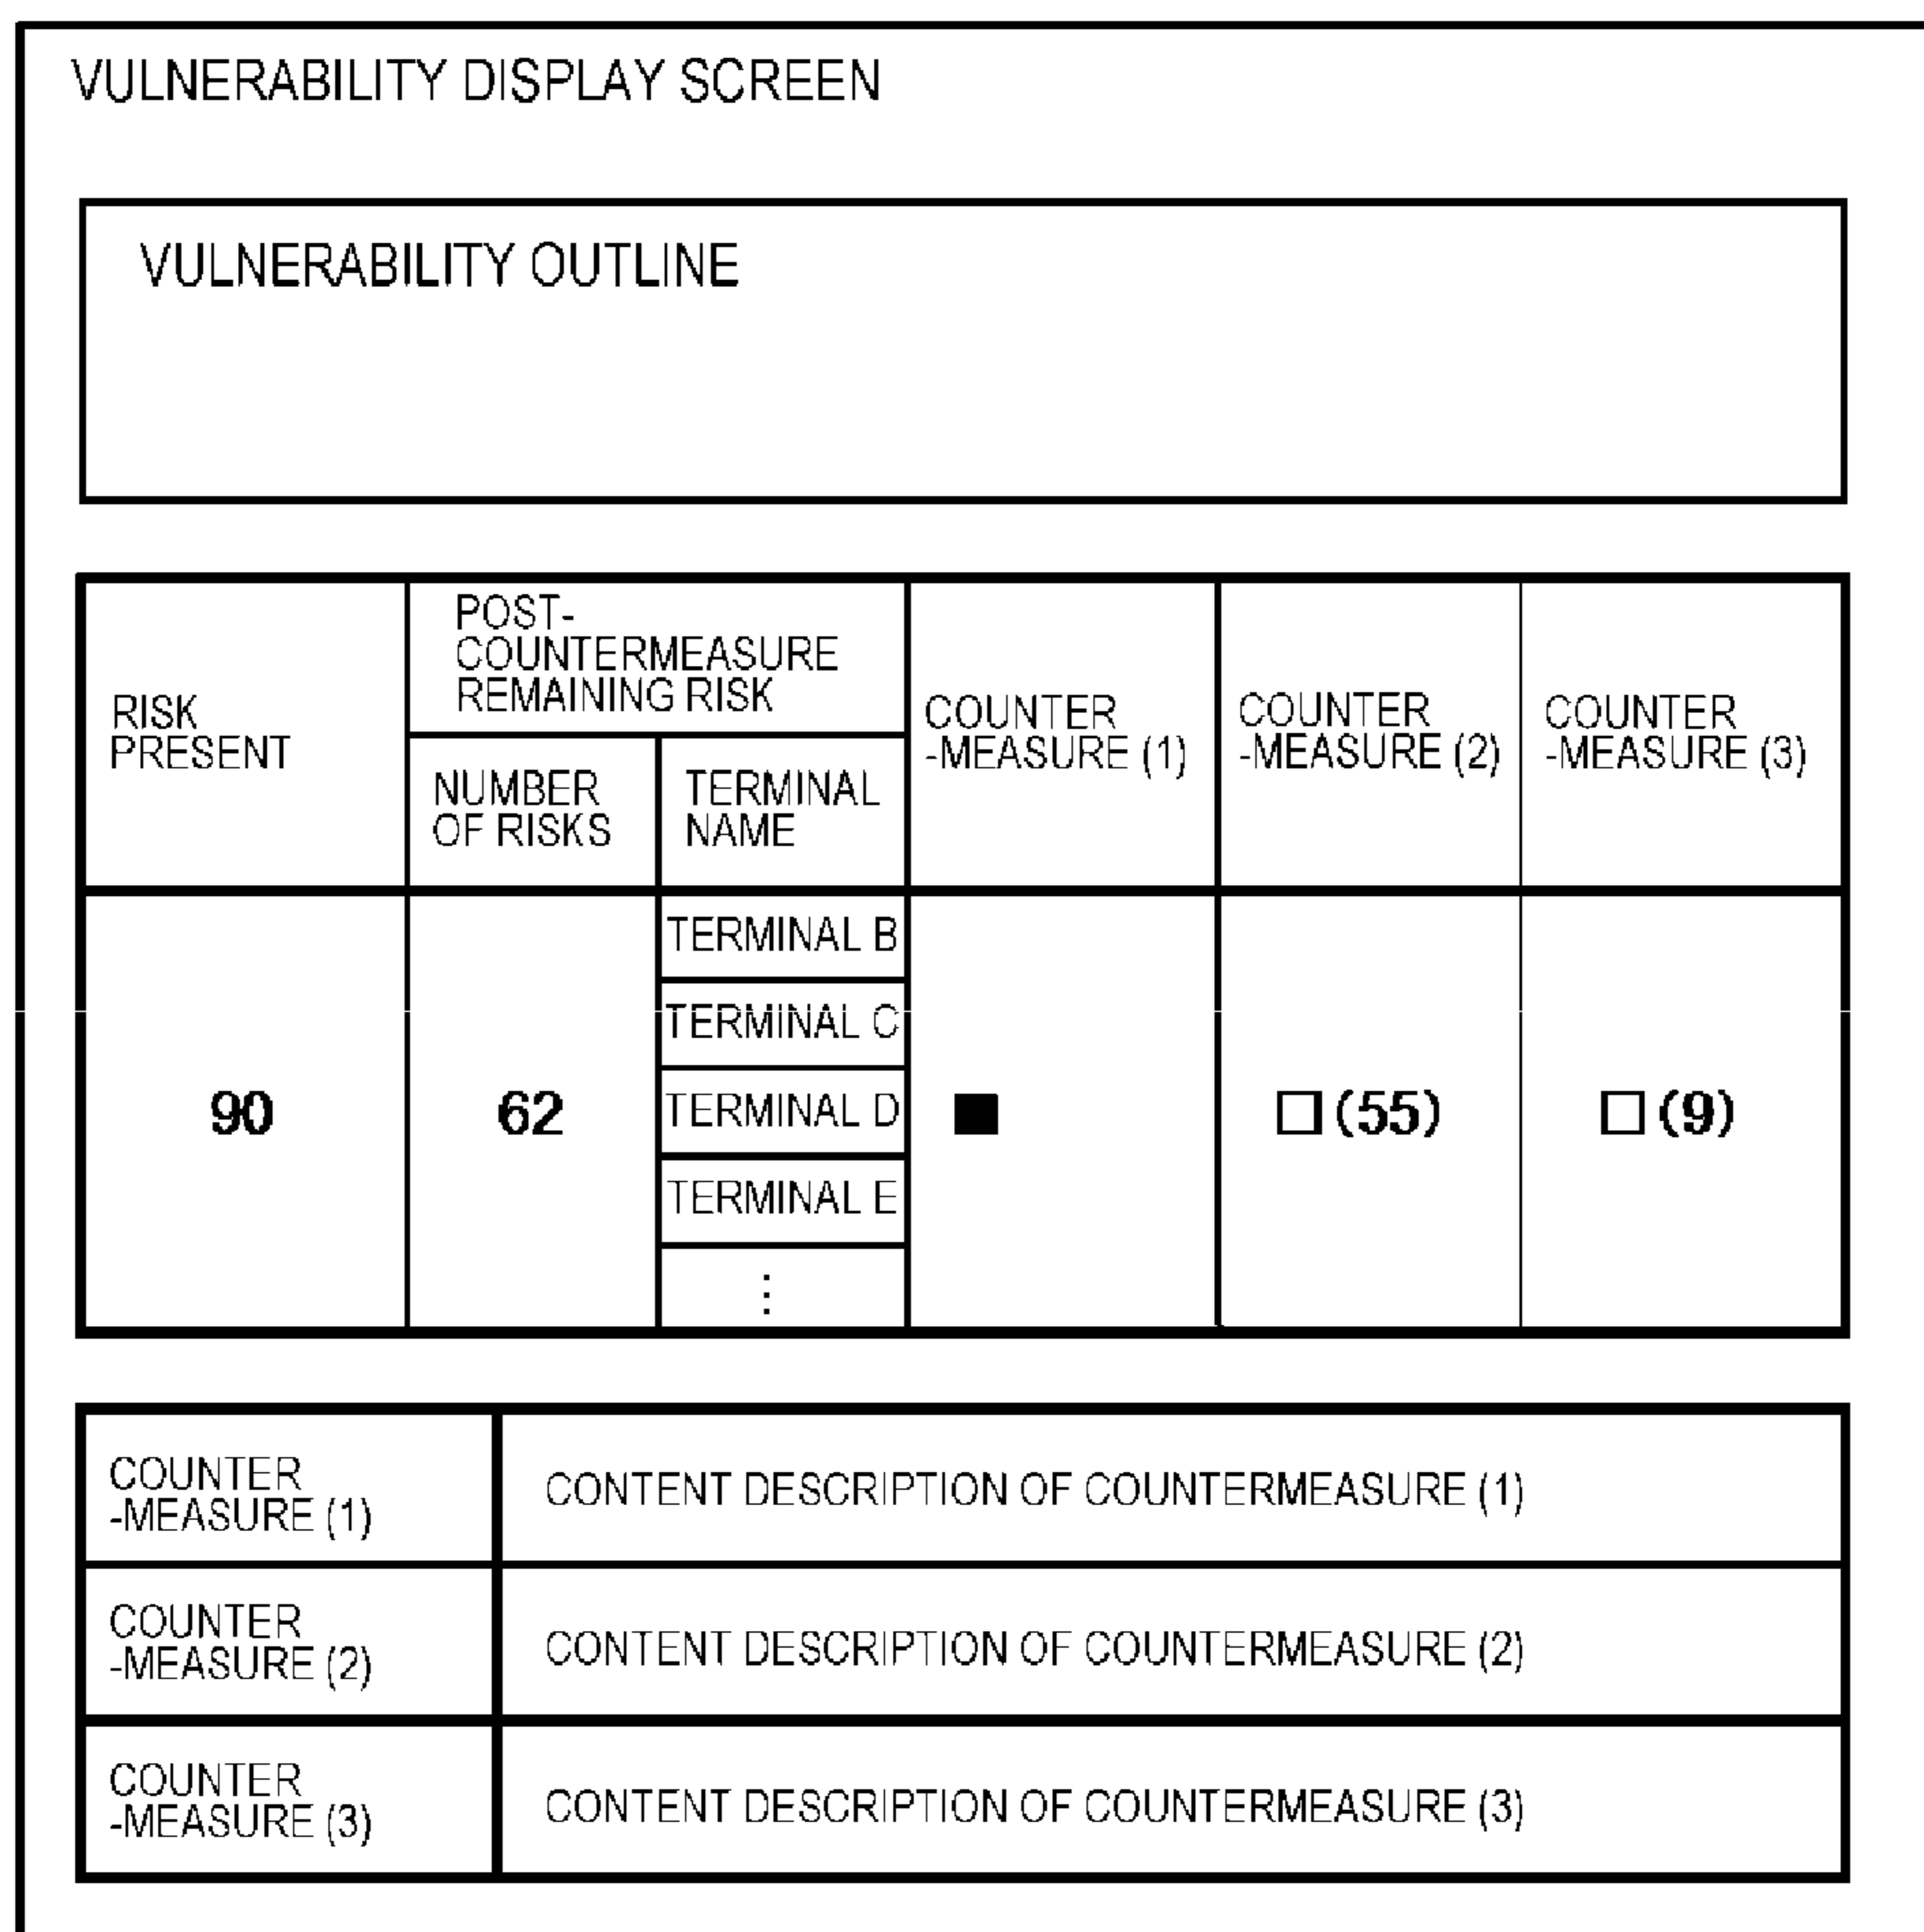 VULNERABILITY DISPLAY SCREEN
VULNERABILITY OUTLINE
RISK
PRESENT
POST-
COUNTERMEASURE
REMAINING RISK
NUMBER
OF RISKS
TERMINAL
NAME
COUNTER
-MEASURE (1)
COUNTER
-MEASURE (2)
COUNTER
-MEASURE (3)
90
62
TERMINAL B
TERMINAL C
TERMINAL D
TERMINAL E
⋮
■
□(55)
□(9)
COUNTER
-MEASURE (1)
CONTENT DESCRIPTION OF COUNTERMEASURE (1)
COUNTER
-MEASURE (2)
CONTENT DESCRIPTION OF COUNTERMEASURE (2)
COUNTER
-MEASURE (3)
CONTENT DESCRIPTION OF COUNTERMEASURE (3)